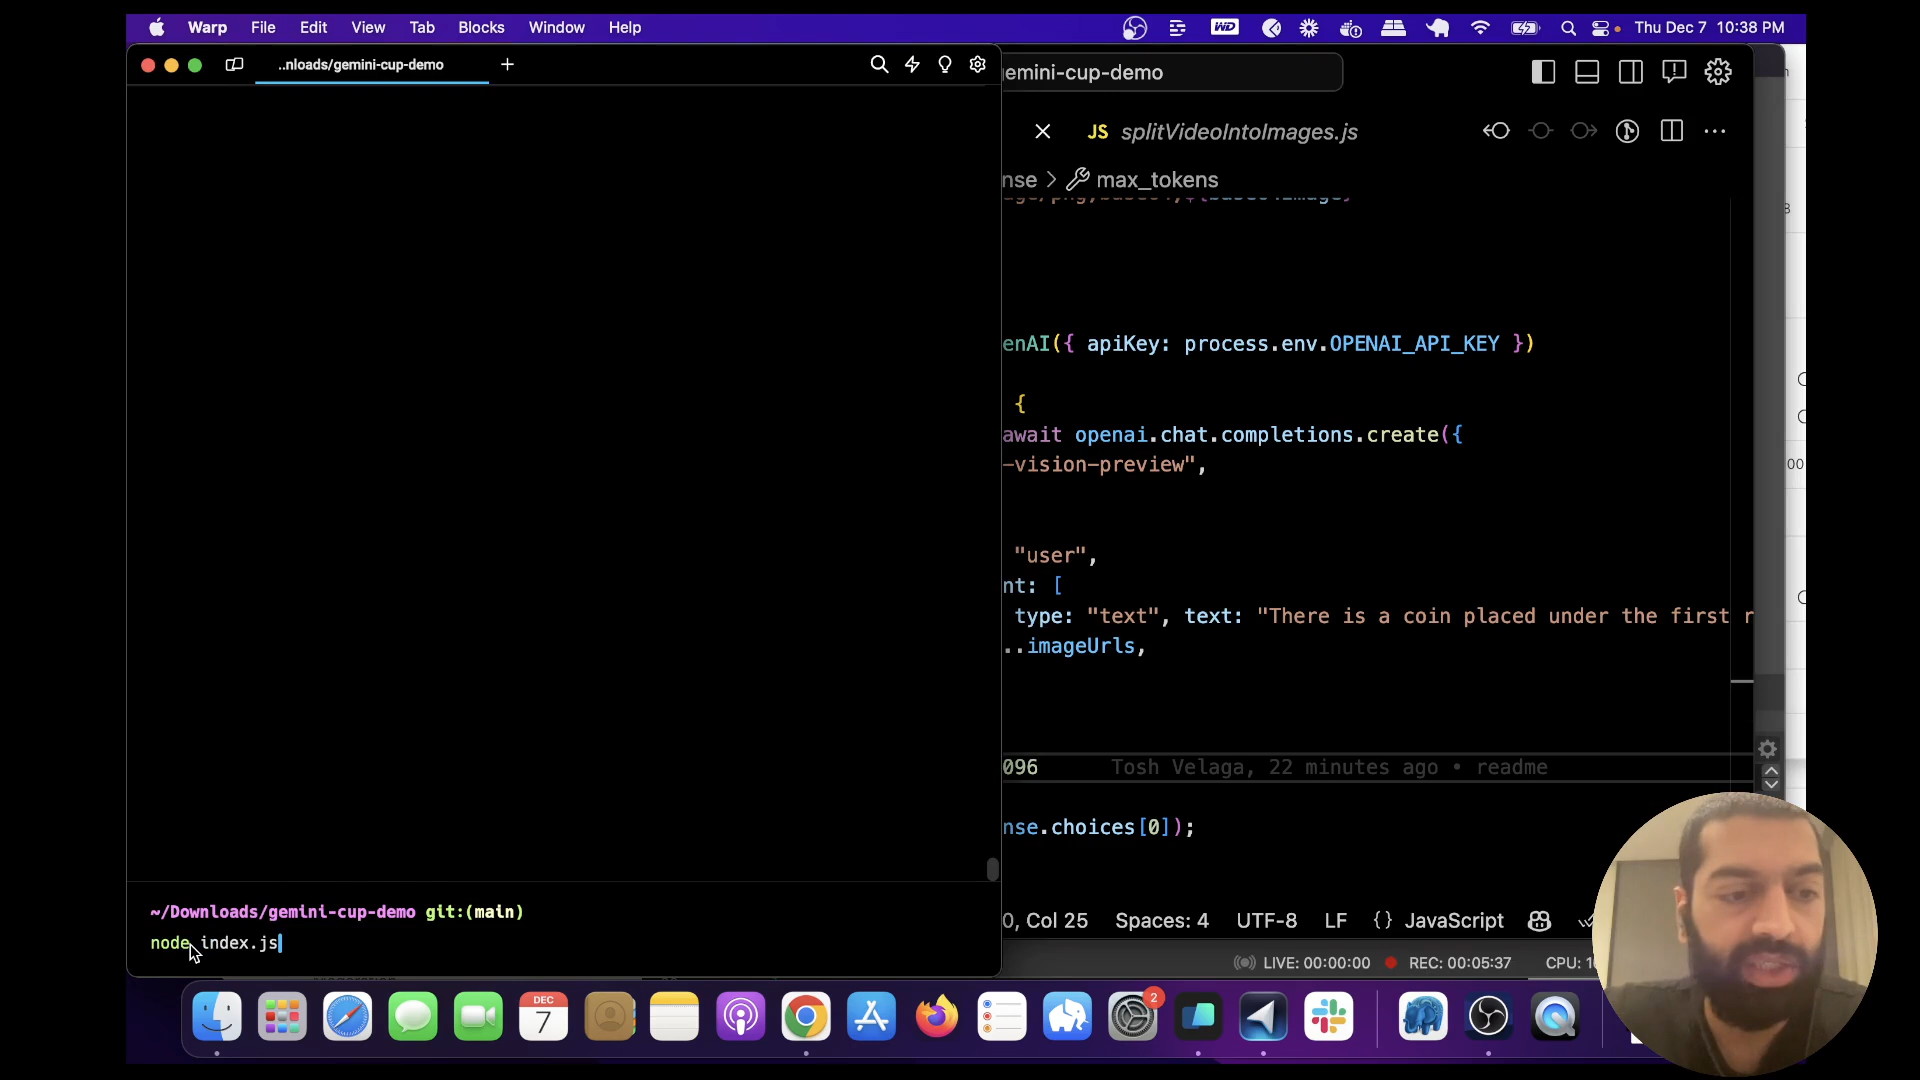 Warp File Edit View Tab Blocks Window Help
WD
Thu Dec 7 10:38 PM
..nloads/gemini-cup-demo
emini-cup-demo
JS splitVideoIntoImages.js
nse > max_tokens
enAI({ apiKey: process.env.OPENAI_API_KEY })
{
await openai.chat.completions.create({
-vision-preview",
"user",
nt: [
type: "text", text: "There is a coin placed under the first r
..imageUrls,
096 Tosh Velaga, 22 minutes ago • readme
nse.choices[0]);
~/Downloads/gemini-cup-demo git:(main)
node index.js
0, Col 25 Spaces: 4 UTF-8 LF {} JavaScript
LIVE: 00:00:00 REC: 00:05:37 CPU: 1
DEC
7
2